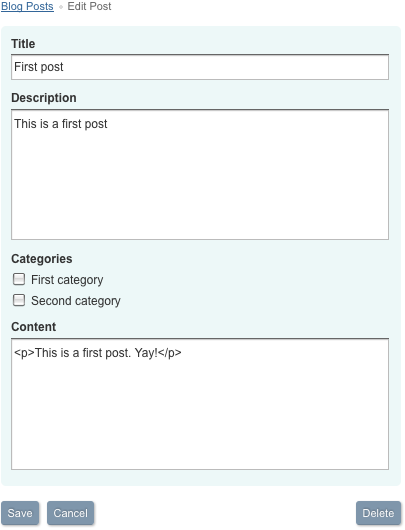 Blog Posts • Edit Post
Title
First post
Description
This is a first post
Categories
First category
Second category
Content
<p>This is a first post. Yay!</p>
Save Cancel Delete